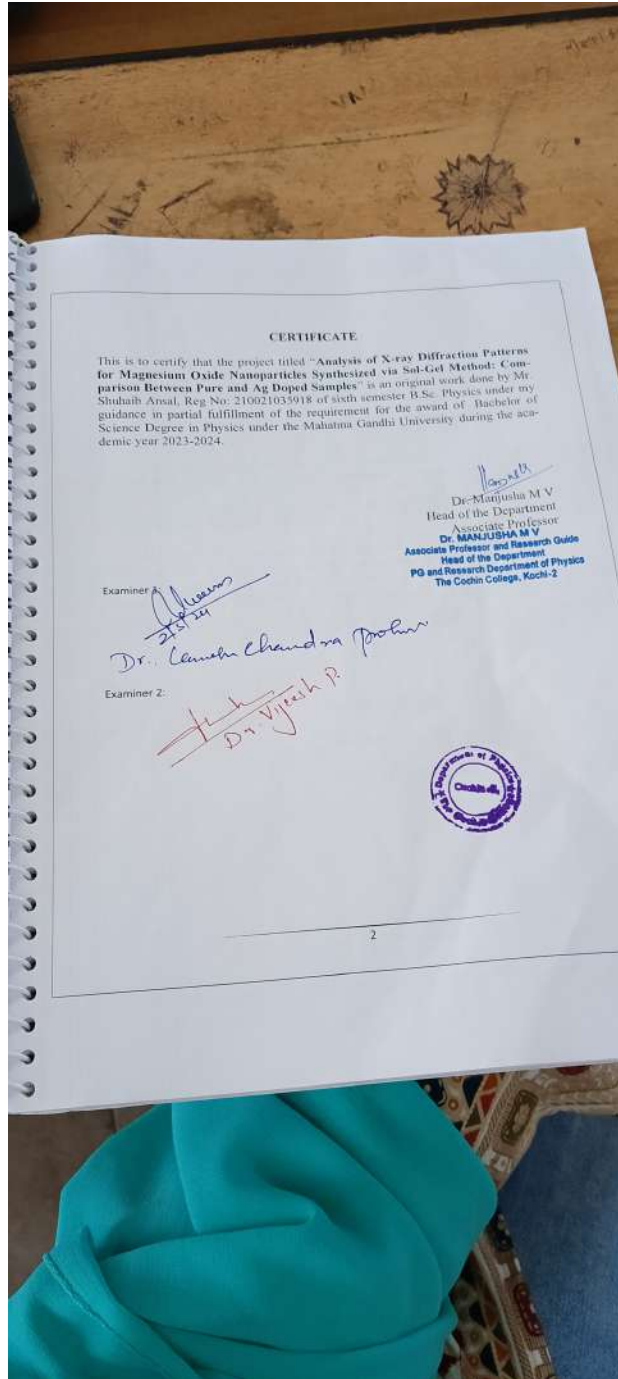 CERTIFICATE
This is to certify that the project titled "Analysis of X-ray Diffraction Patterns
for Magnesium Oxide Nanoparticles Synthesized via Sol-Gel Method: Com-
parison Between Pure and Ag Doped Samples" is an original work done by Mr
Shuhaib Ansal, Reg No: 210021035918 of sixth semester B.Sc. Physics under my
guidance in partial fulfillment of the requirement for the award of Bachelor of
Science Degree in Physics under the Mahatma Gandhi University during the aca-
demic year 2023-2024.
Dr. Manjusha M V
Head of the Department
Associate Professor
Dr. MANJUSHA M V
Associate Professor and Research Guide
Head of the Department
PG and Research Department of Physics
The Cochin College, Kochi-2
Examiner
2/5/24
Dr. Chandra
Examiner 2:
Dr. Vijeesh P.
Department of
2